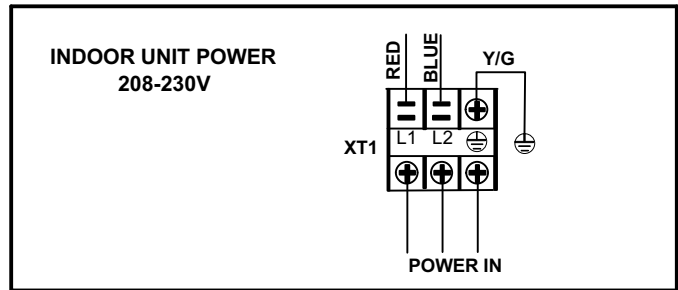 INDOOR UNIT POWER
208-230V
RED
BLUE
Y/G
XT1
L1 L2
POWER IN